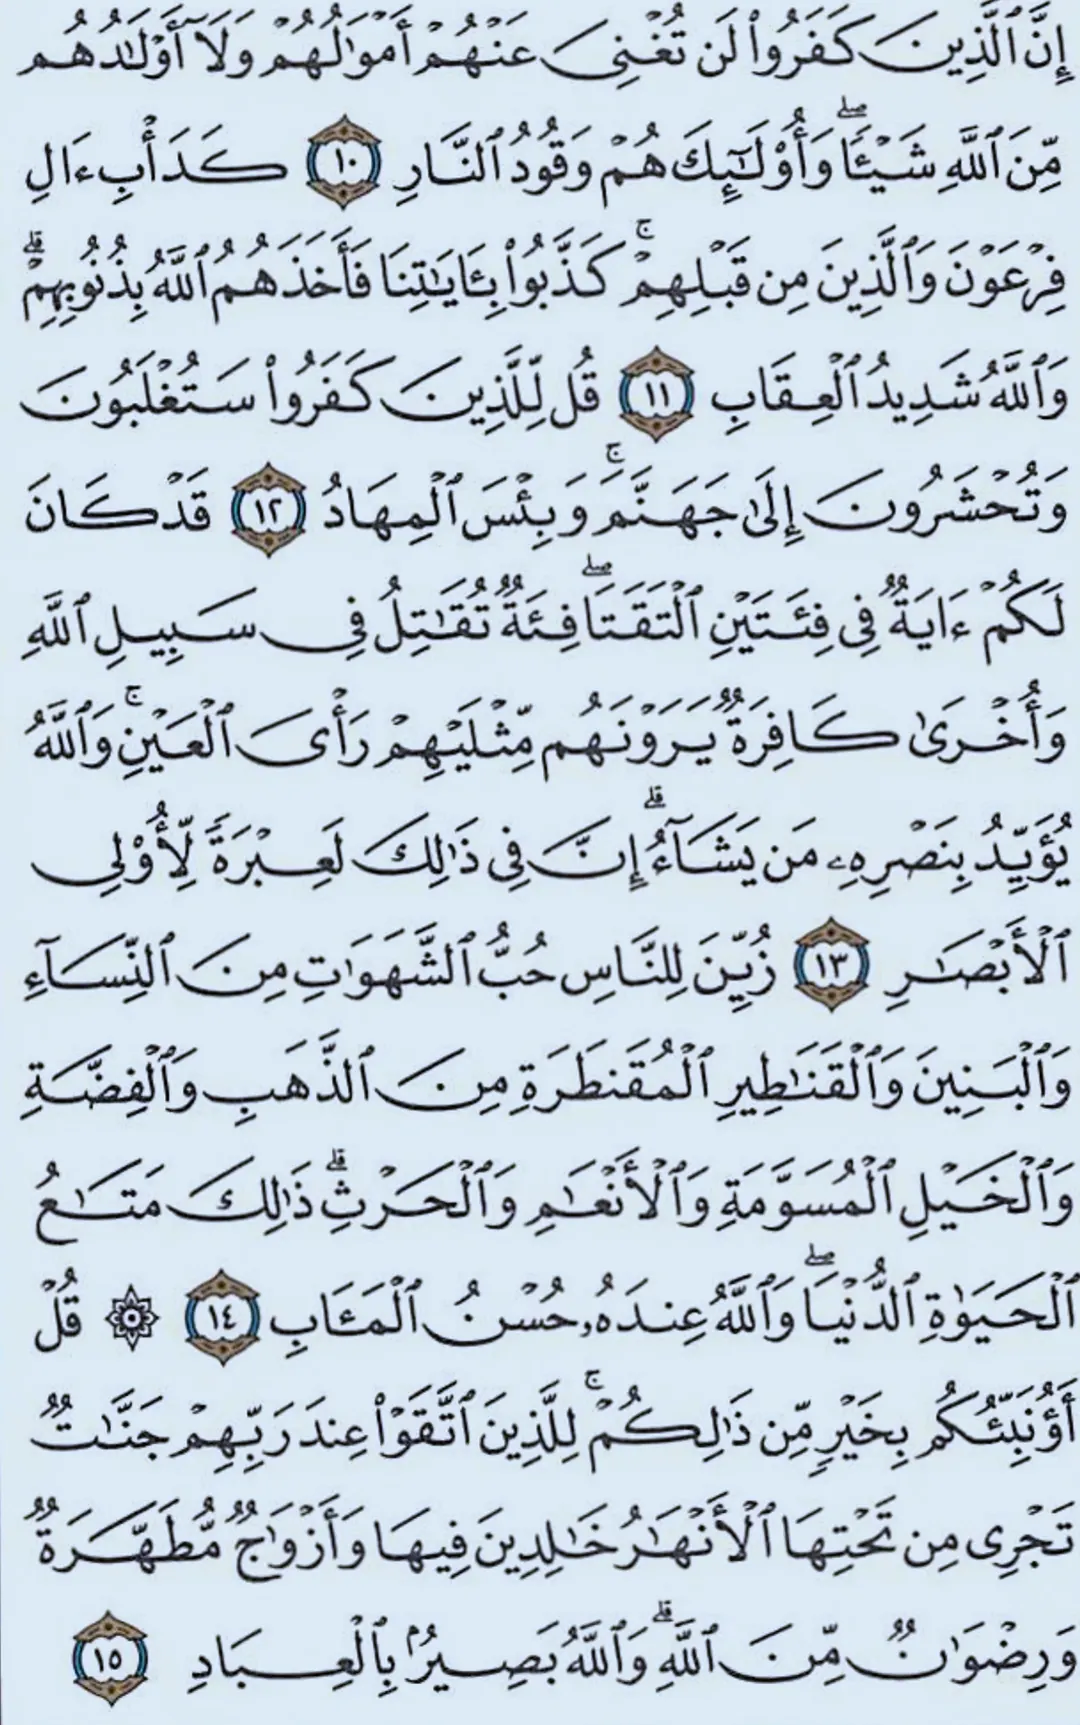 إِنَّ ٱلَّذِينَ كَفَرُوا۟ لَن تُغْنِىَ عَنْهُمْ أَمْوَٰلُهُمْ وَلَآ أَوْلَـٰدُهُم
مِّنَ ٱللَّهِ شَيْـًٔا ۖ وَأُو۟لَـٰٓئِكَ هُمْ وَقُودُ ٱلنَّارِ ١٠ كَدَأْبِ ءَالِ
فِرْعَوْنَ وَٱلَّذِينَ مِن قَبْلِهِمْ ۚ كَذَّبُوا۟ بِـَٔايَـٰتِنَا فَأَخَذَهُمُ ٱللَّهُ بِذُنُوبِهِمْ ۗ
وَٱللَّهُ شَدِيدُ ٱلْعِقَابِ ١١ قُل لِّلَّذِينَ كَفَرُوا۟ سَتُغْلَبُونَ
وَتُحْشَرُونَ إِلَىٰ جَهَنَّمَ ۚ وَبِئْسَ ٱلْمِهَادُ ١٢ قَدْ كَانَ
لَكُمْ ءَايَةٌ فِى فِئَتَيْنِ ٱلْتَقَتَا ۖ فِئَةٌ تُقَـٰتِلُ فِى سَبِيلِ ٱللَّهِ
وَأُخْرَىٰ كَافِرَةٌ يَرَوْنَهُم مِّثْلَيْهِمْ رَأْىَ ٱلْعَيْنِ ۚ وَٱللَّهُ
يُؤَيِّدُ بِنَصْرِهِۦ مَن يَشَآءُ ۗ إِنَّ فِى ذَٰلِكَ لَعِبْرَةً لِّأُو۟لِى
ٱلْأَبْصَـٰرِ ١٣ زُيِّنَ لِلنَّاسِ حُبُّ ٱلشَّهَوَٰتِ مِنَ ٱلنِّسَآءِ
وَٱلْبَنِينَ وَٱلْقَنَـٰطِيرِ ٱلْمُقَنطَرَةِ مِنَ ٱلذَّهَبِ وَٱلْفِضَّةِ
وَٱلْخَيْلِ ٱلْمُسَوَّمَةِ وَٱلْأَنْعَـٰمِ وَٱلْحَرْثِ ۗ ذَٰلِكَ مَتَـٰعُ
ٱلْحَيَوٰةِ ٱلدُّنْيَا ۖ وَٱللَّهُ عِندَهُۥ حُسْنُ ٱلْمَـَٔابِ ١٤ ۞ قُلْ
أَؤُنَبِّئُكُم بِخَيْرٍ مِّن ذَٰلِكُمْ ۚ لِلَّذِينَ ٱتَّقَوْا۟ عِندَ رَبِّهِمْ جَنَّـٰتٌ
تَجْرِى مِن تَحْتِهَا ٱلْأَنْهَـٰرُ خَـٰلِدِينَ فِيهَا وَأَزْوَٰجٌ مُّطَهَّرَةٌ
وَرِضْوَٰنٌ مِّنَ ٱللَّهِ ۗ وَٱللَّهُ بَصِيرٌۢ بِٱلْعِبَادِ ١٥